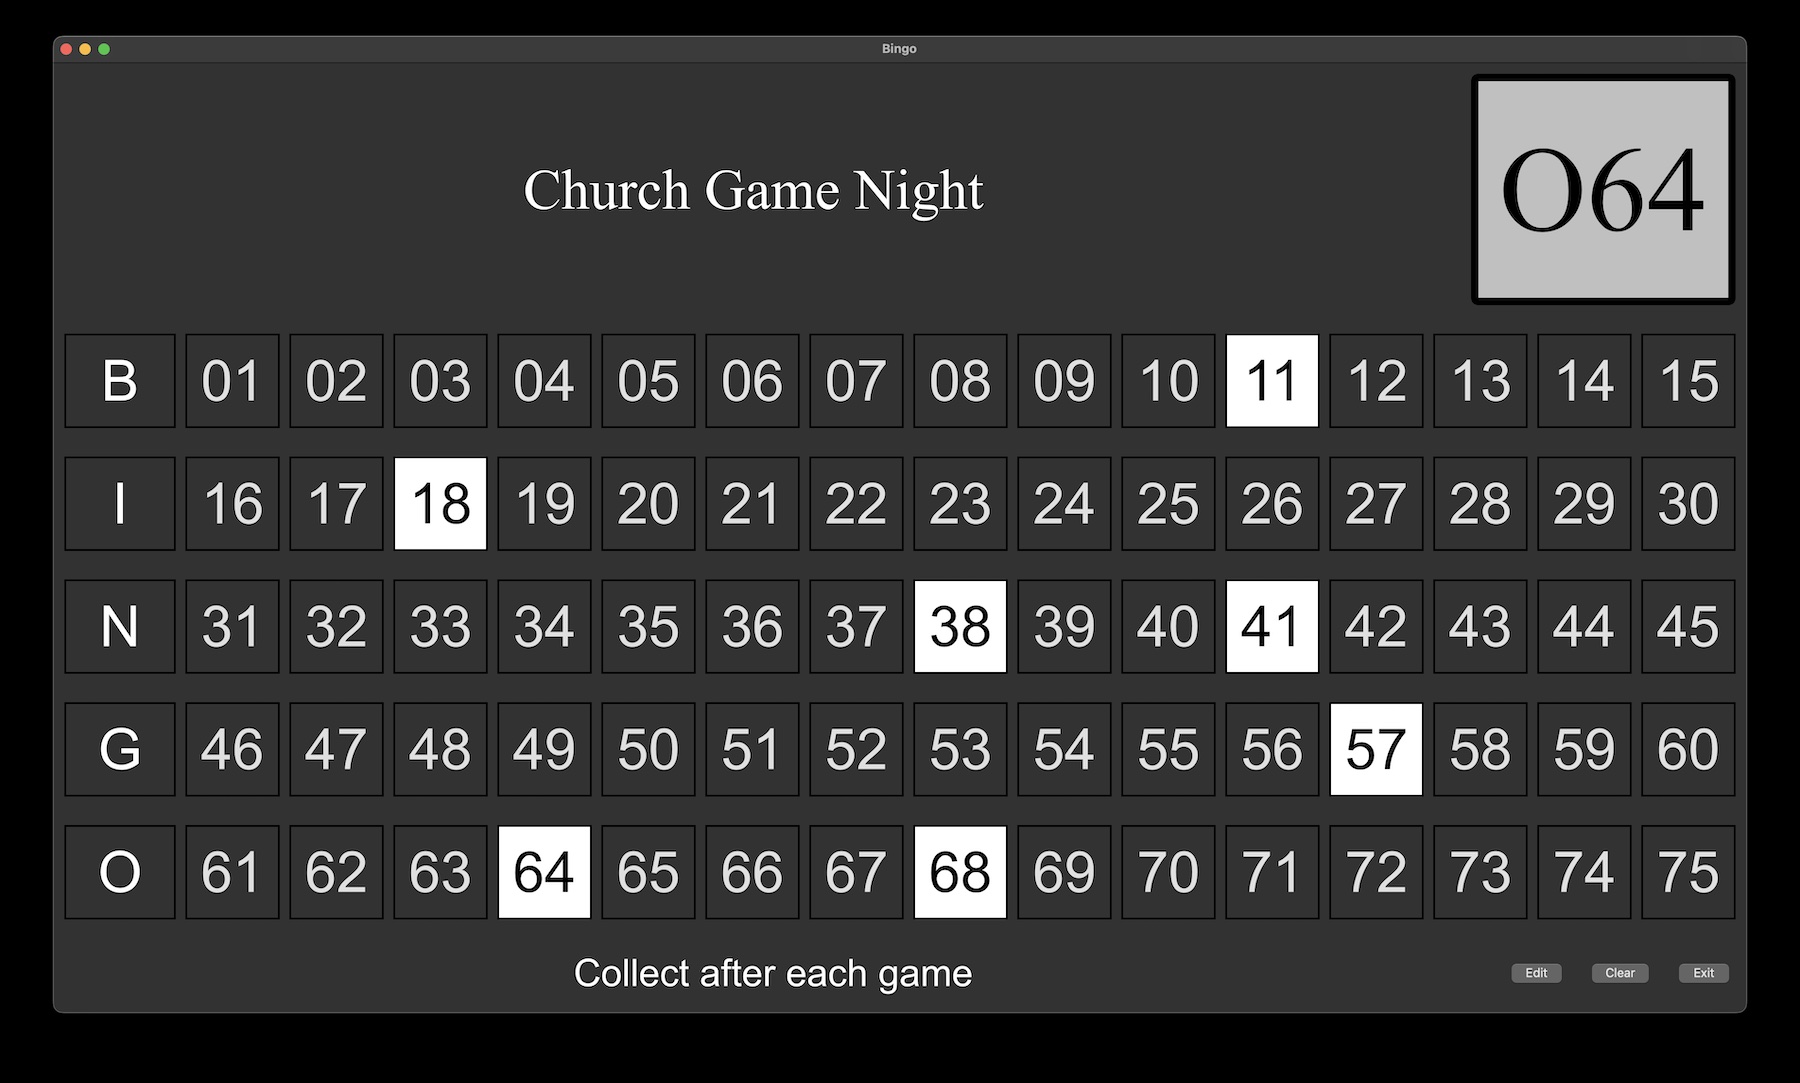 Bingo
Church Game Night
O64
B 01 02 03 04 05 06 07 08 09 10 11 12 13 14 15
I 16 17 18 19 20 21 22 23 24 25 26 27 28 29 30
N 31 32 33 34 35 36 37 38 39 40 41 42 43 44 45
G 46 47 48 49 50 51 52 53 54 55 56 57 58 59 60
O 61 62 63 64 65 66 67 68 69 70 71 72 73 74 75
Collect after each game
Edit Clear Exit